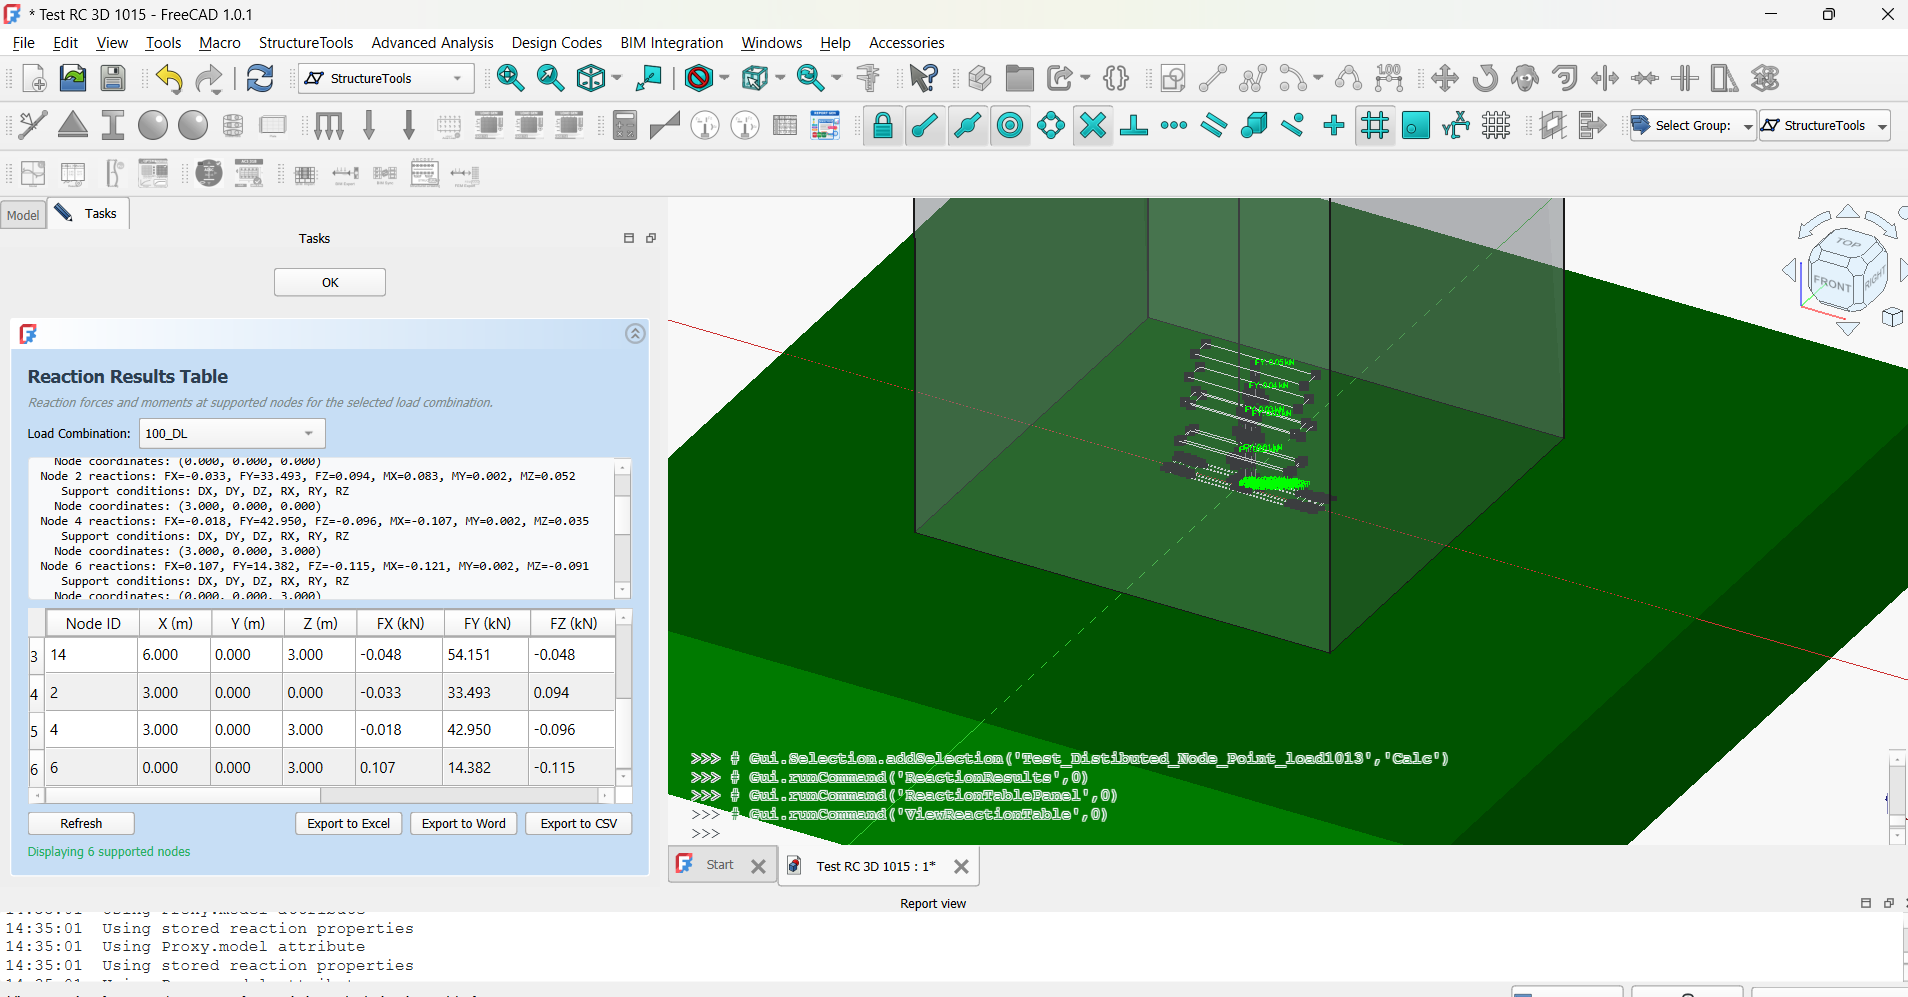 * Test RC 3D 1015 - FreeCAD 1.0.1
File Edit View Tools Macro StructureTools Advanced Analysis Design Codes BIM Integration Windows Help Accessories
StructureTools
Select Group: StructureTools
Model Tasks
Tasks
OK
Reaction Results Table
Reaction forces and moments at supported nodes for the selected load combination.
Load Combination: 100_DL
Node coordinates: (0.000, 0.000, 0.000)
Node 2 reactions: FX=-0.033, FY=33.493, FZ=0.094, MX=0.083, MY=0.002, MZ=0.052
Support conditions: DX, DY, DZ, RX, RY, RZ
Node coordinates: (3.000, 0.000, 0.000)
Node 4 reactions: FX=-0.018, FY=42.950, FZ=-0.096, MX=-0.107, MY=0.002, MZ=0.035
Support conditions: DX, DY, DZ, RX, RY, RZ
Node coordinates: (3.000, 0.000, 3.000)
Node 6 reactions: FX=0.107, FY=14.382, FZ=-0.115, MX=-0.121, MY=0.002, MZ=-0.091
Support conditions: DX, DY, DZ, RX, RY, RZ
Node coordinates: (0.000, 0.000, 3.000)
Node ID X (m) Y (m) Z (m) FX (kN) FY (kN) FZ (kN)
3 14 6.000 0.000 3.000 -0.048 54.151 -0.048
4 2 3.000 0.000 0.000 -0.033 33.493 0.094
5 4 3.000 0.000 3.000 -0.018 42.950 -0.096
6 6 0.000 0.000 3.000 0.107 14.382 -0.115
Refresh Export to Excel Export to Word Export to CSV
Displaying 6 supported nodes
TOP
FRONT
RIGHT
>>> # Gui.Selection.addSelection('Test_Distibuted_Node_Point_load1013','Calc')
>>> # Gui.runCommand('ReactionResults',0)
>>> # Gui.runCommand('ReactionTablePanel',0)
>>> # Gui.runCommand('ViewReactionTable',0)
>>>
Start Test RC 3D 1015 : 1*
Report view
14:35:01 Using stored reaction properties
14:35:01 Using Proxy.model attribute
14:35:01 Using stored reaction properties